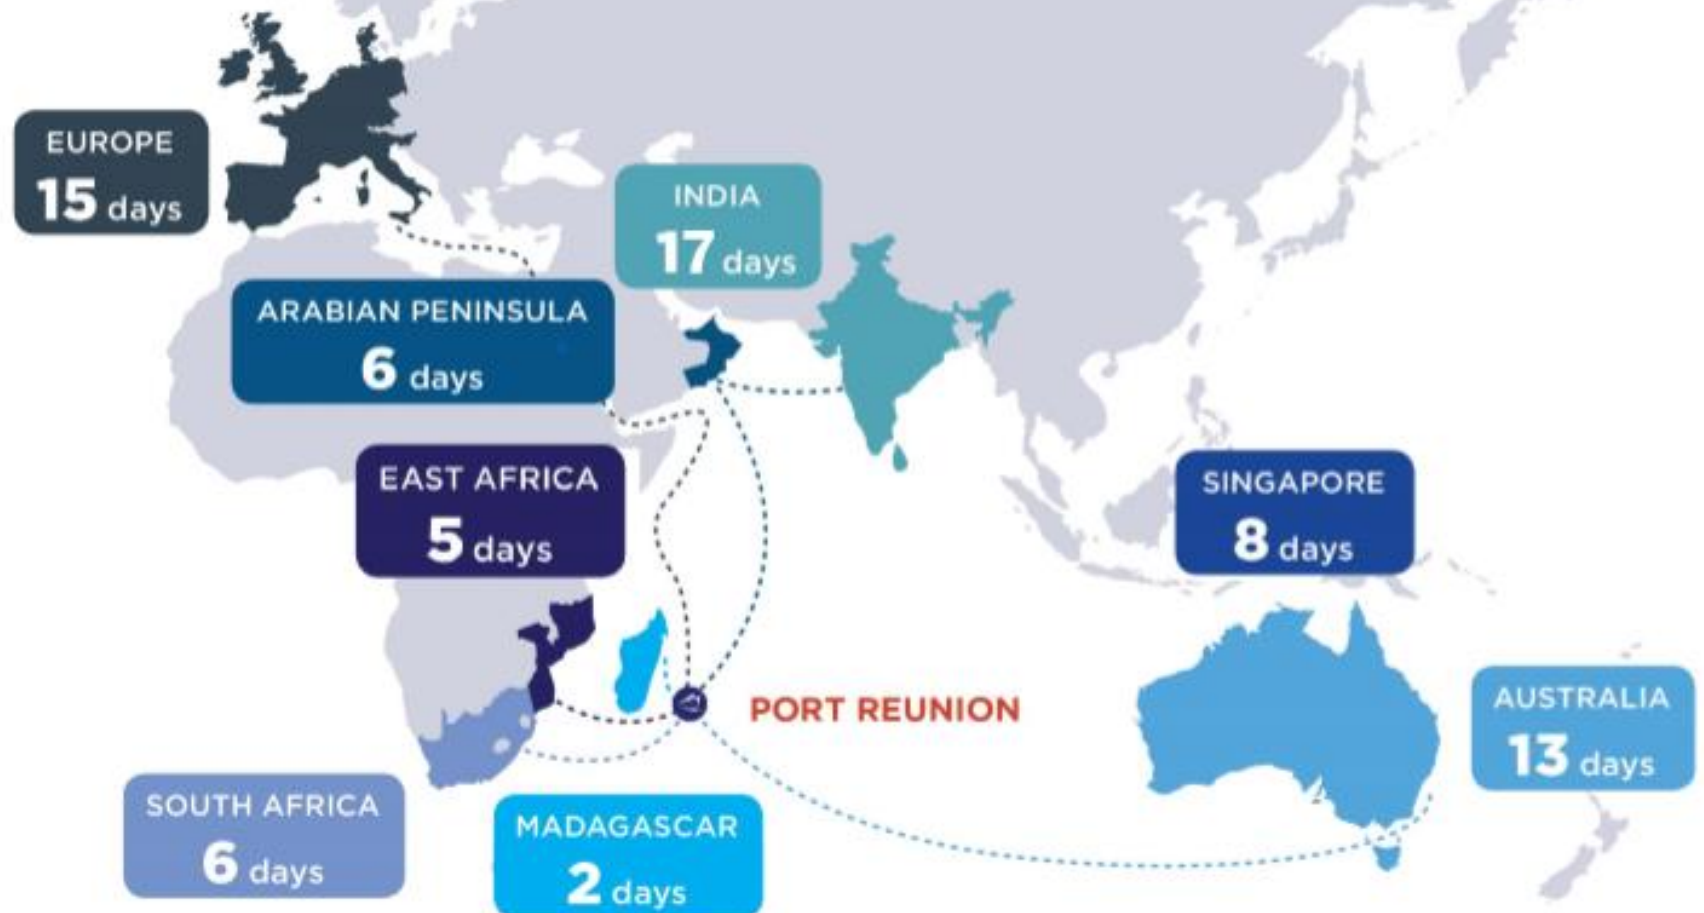 EUROPE
15 days
INDIA
17 days
ARABIAN PENINSULA
6 days
EAST AFRICA
5 days
SINGAPORE
8 days
PORT REUNION
AUSTRALIA
13 days
SOUTH AFRICA
6 days
MADAGASCAR
2 days